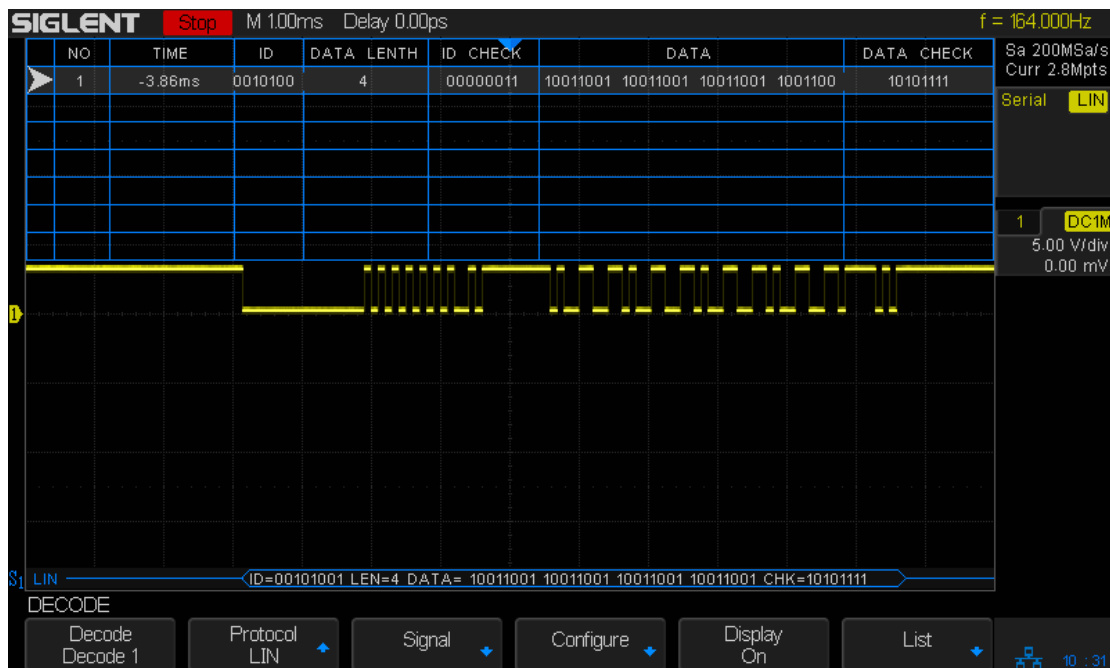 SIGLENT Stop M 1.00ms Delay 0.00ps f = 164.000Hz
Sa 200MSa/s
Curr 2.8Mpts
NO TIME ID DATA LENTH ID CHECK DATA DATA CHECK
1 -3.86ms 0010100 4 00000011 10011001 10011001 10011001 1001100 10101111
Serial LIN
1 DC1M
5.00 V/div
0.00 mV
1
S1 LIN ID=00101001 LEN=4 DATA= 10011001 10011001 10011001 10011001 CHK=10101111
DECODE
Decode Protocol Signal Configure Display List
Decode 1 LIN On
10 : 31